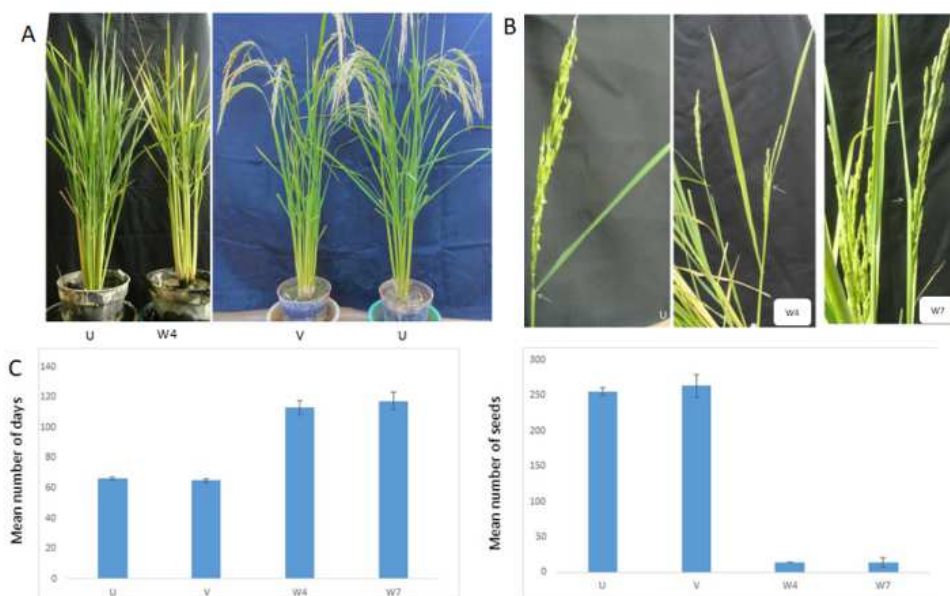 A
B
U
W4
V
U
U
W4
W7
C
Mean number of days
140
120
100
80
60
40
20
0
U
V
W4
W7
Mean number of seeds
300
250
200
150
100
50
0
U
V
W4
W7